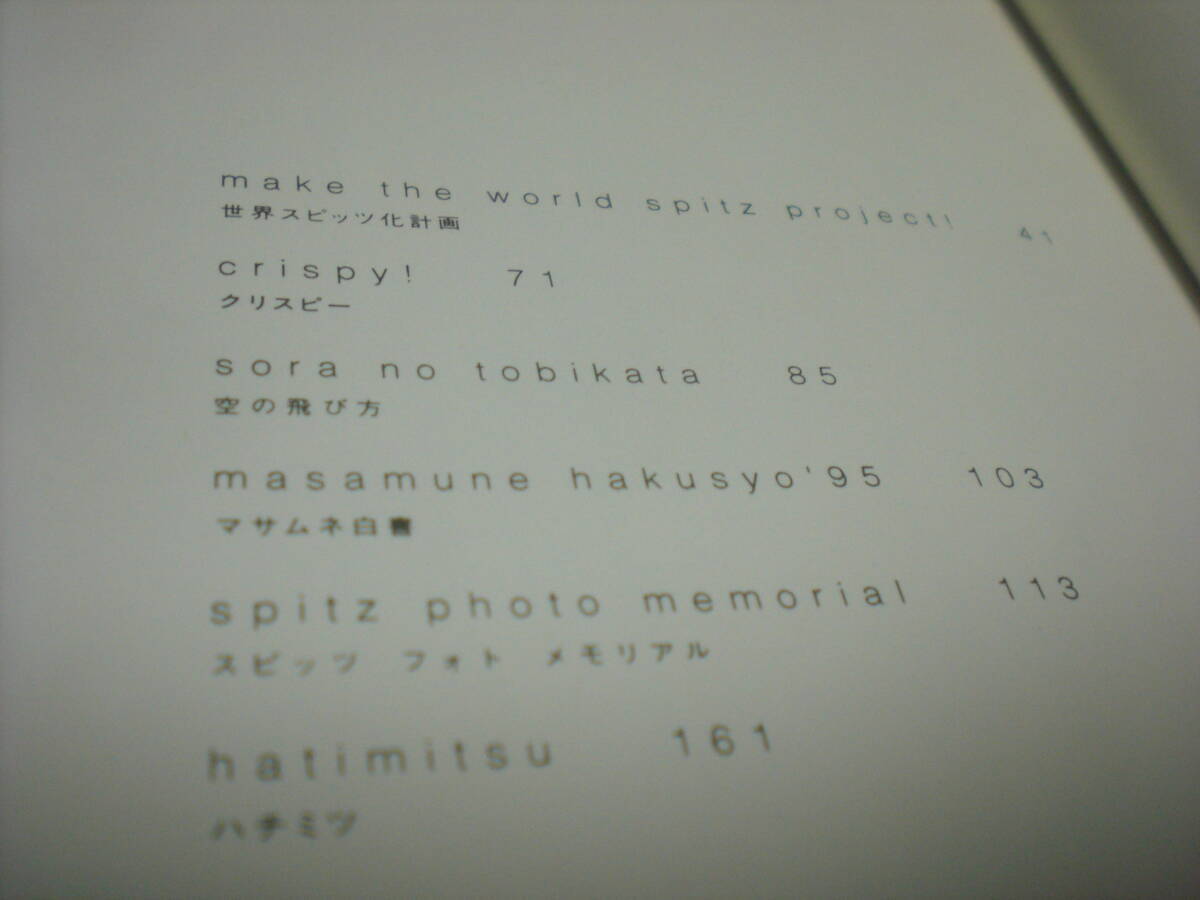 make the world spitz project! 41
世界スピッツ化計画
crispy! 71
クリスピー
sora no tobikata 85
空の飛び方
masamune hakusyo'95 103
マサムネ白書
spitz photo memorial 113
スピッツ フォト メモリアル
hatimitsu 161
ハチミツ